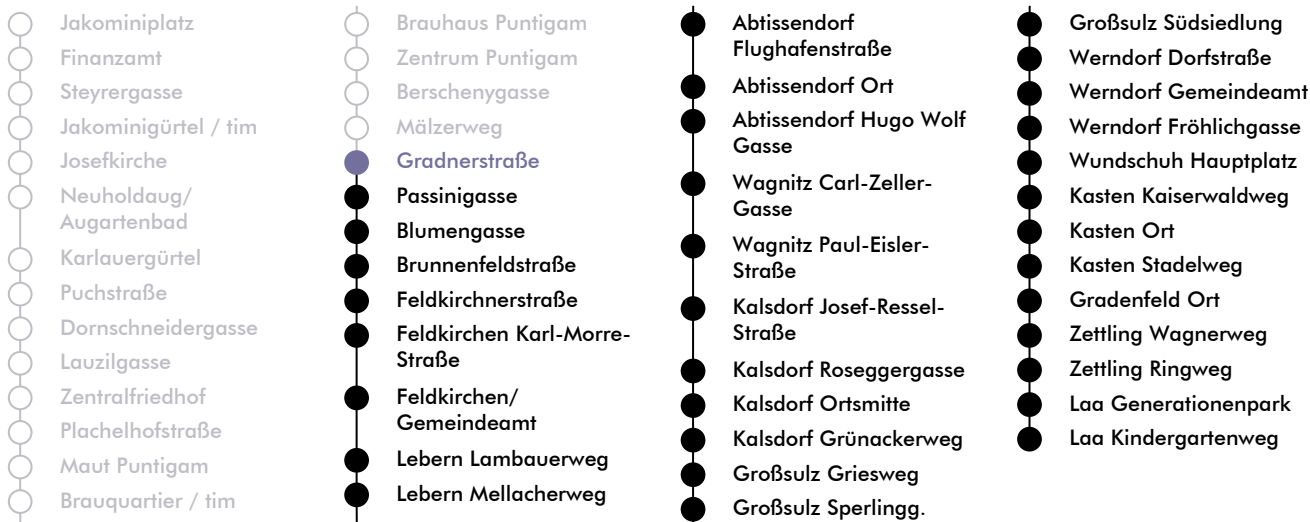 Jakominiplatz
Finanzamt
Steyrergasse
Jakominigürtel / tim
Josefkirche
Neuholdaug/
Augartenbad
Karlauergürtel
Puchstraße
Dornschneidergasse
Lauzilgasse
Zentralfriedhof
Plachelhofstraße
Maut Puntigam
Brauquartier / tim
Brauhaus Puntigam
Zentrum Puntigam
Berschenygasse
Mälzerweg
Gradnerstraße
Passinigasse
Blumengasse
Brunnenfeldstraße
Feldkirchnerstraße
Feldkirchen Karl-Morre-
Straße
Feldkirchen/
Gemeindeamt
Lebern Lambauerweg
Lebern Mellacherweg
Abtissendorf
Flughafenstraße
Abtissendorf Ort
Abtissendorf Hugo Wolf
Gasse
Wagnitz Carl-Zeller-
Gasse
Wagnitz Paul-Eisler-
Straße
Kalsdorf Josef-Ressel-
Straße
Kalsdorf Roseggergasse
Kalsdorf Ortsmitte
Kalsdorf Grünackerweg
Großsulz Griesweg
Großsulz Sperlingg.
Großsulz Südsiedlung
Werndorf Dorfstraße
Werndorf Gemeindeamt
Werndorf Fröhlichgasse
Wundschuh Hauptplatz
Kasten Kaiserwaldweg
Kasten Ort
Kasten Stadelweg
Gradenfeld Ort
Zettling Wagnerweg
Zettling Ringweg
Laa Generationenpark
Laa Kindergartenweg